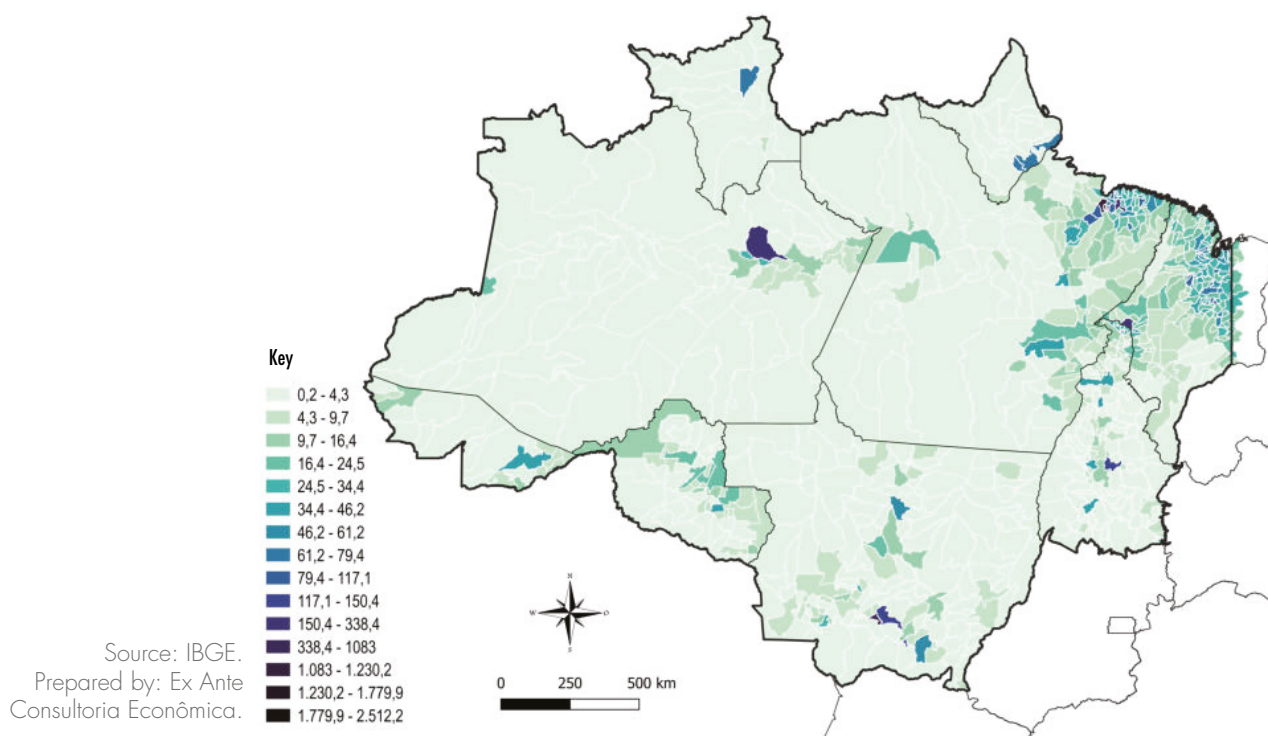 Key
0,2 - 4,3
4,3 - 9,7
9,7 - 16,4
16,4 - 24,5
24,5 - 34,4
34,4 - 46,2
46,2 - 61,2
61,2 - 79,4
79,4 - 117,1
117,1 - 150,4
150,4 - 338,4
338,4 - 1083
1.083 - 1.230,2
1.230,2 - 1.779,9
1.779,9 - 2.512,2
N
W
O
S
0 250 500 km
Source: IBGE.
Prepared by: Ex Ante
Consultoria Econômica.